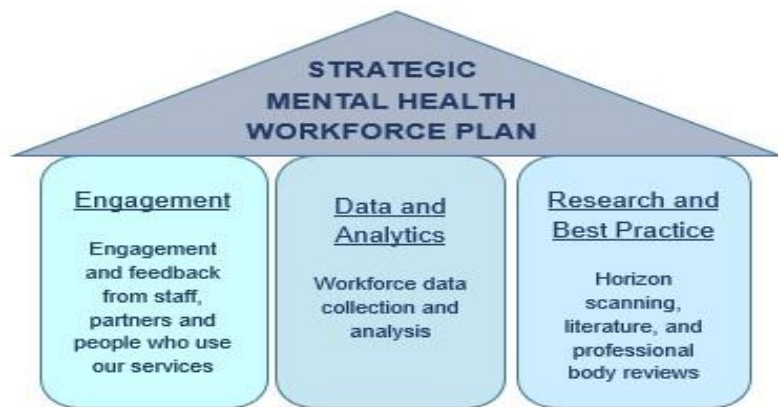 STRATEGIC
MENTAL HEALTH
WORKFORCE PLAN
Engagement
Engagement
and feedback
from staff,
partners and
people who use
our services
Data and
Analytics
Workforce data
collection and
analysis
Research and
Best Practice
Horizon
scanning,
literature, and
professional
body reviews